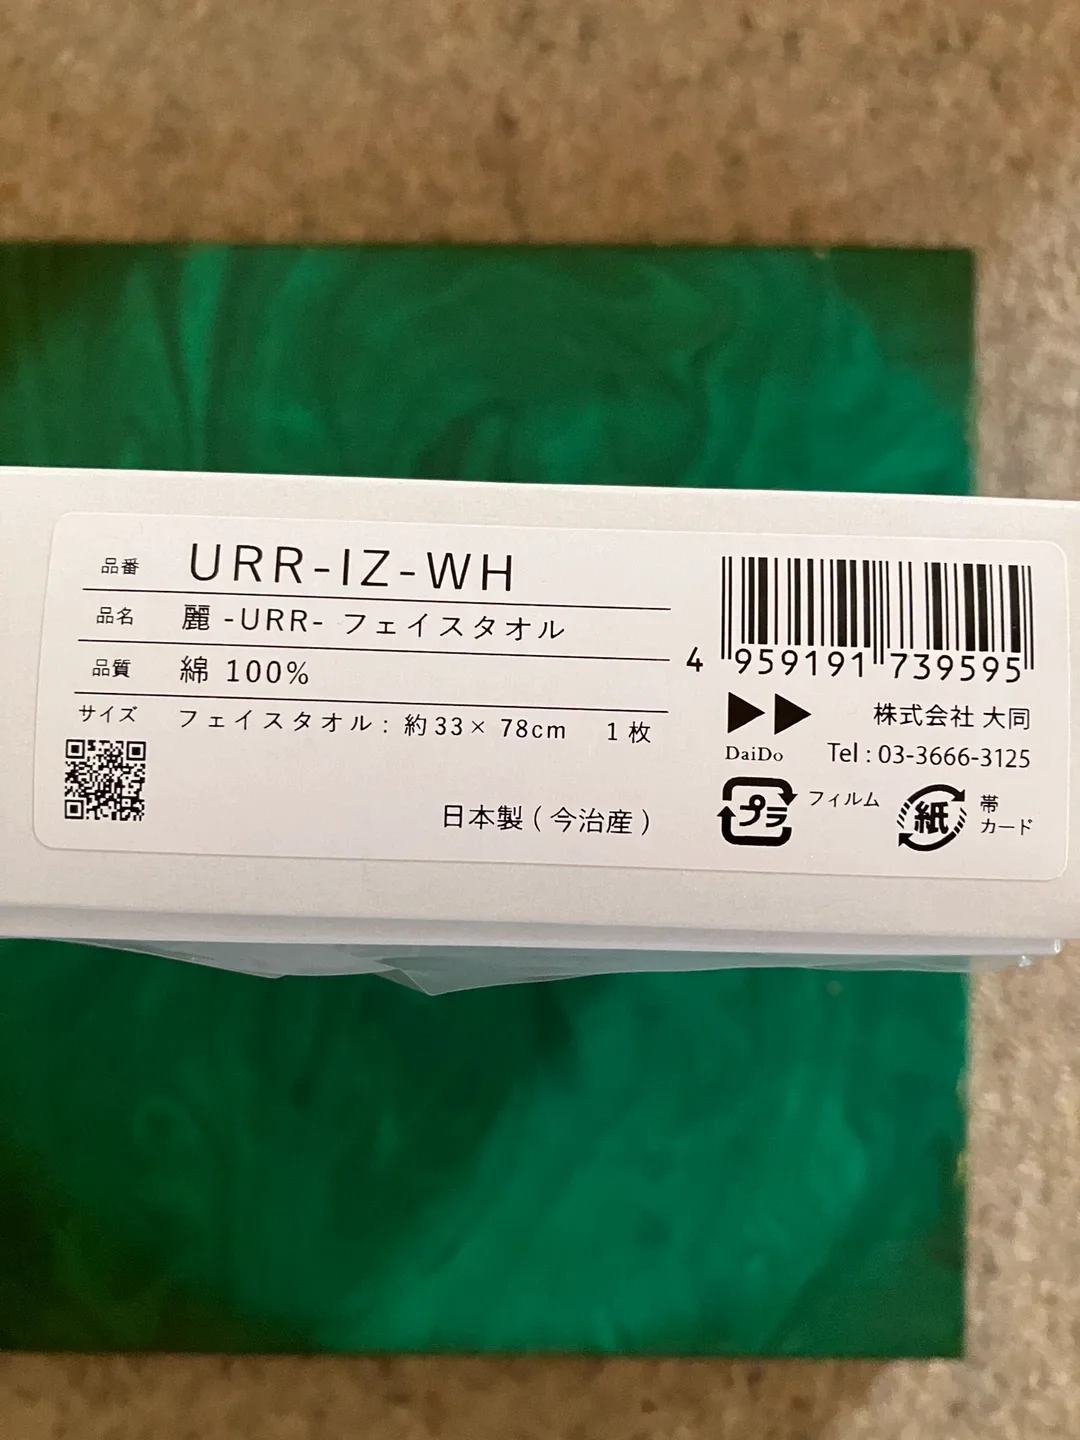 品番 URR-IZ-WH
品名 麗 -URR- フェイスタオル
品質 綿 100%
サイズ フェイスタオル：約33×78cm 1枚
日本製（今治産）
4 959191 739595
DaiDo
株式会社 大同
Tel : 03-3666-3125
プラ フィルム
紙 帯
カード